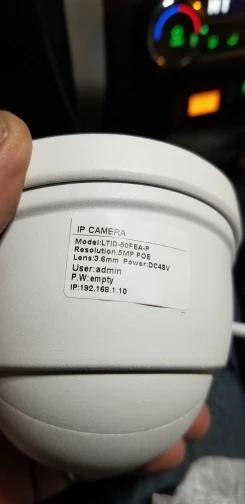 IP CAMERA
Model:LTID-50FEA-P
Resolution:5MP POE
Lens:3.6mm Power:DC48V
User:admin
P.W:empty
IP:192.168.1.10